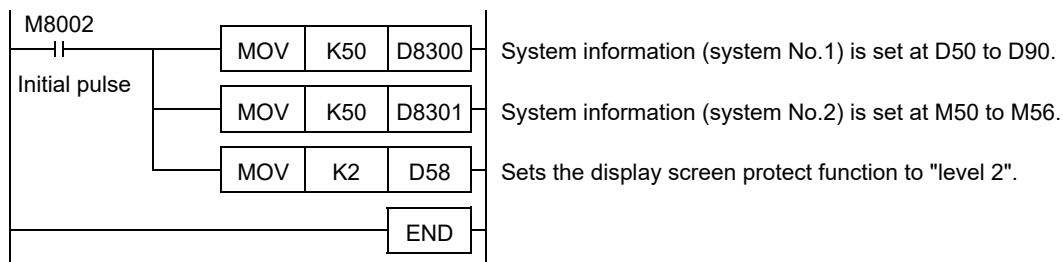 M8002
MOV K50 D8300 System information (system No.1) is set at D50 to D90.
Initial pulse
MOV K50 D8301 System information (system No.2) is set at M50 to M56.
MOV K2 D58 Sets the display screen protect function to "level 2".
END